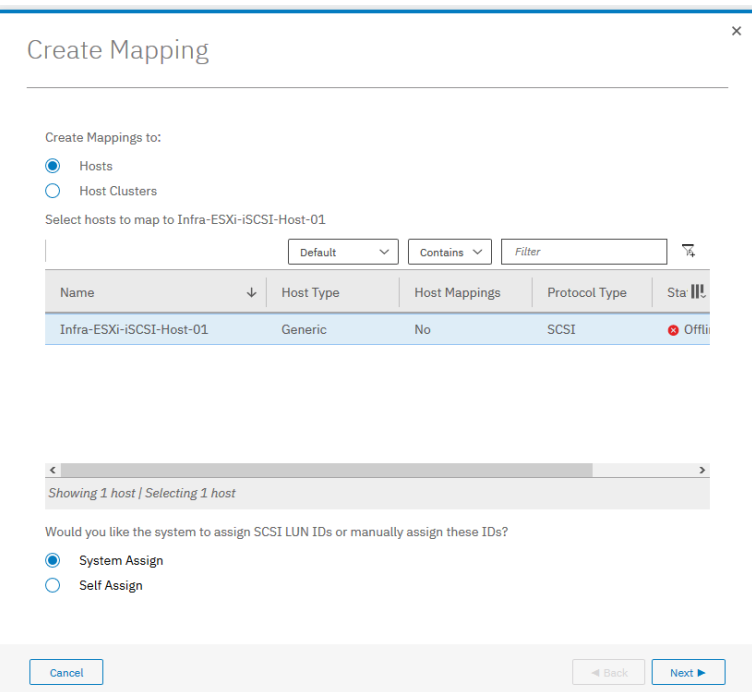 Create Mapping
Create Mappings to:
Hosts
Host Clusters
Select hosts to map to Infra-ESXi-iSCSI-Host-01
Default Contains Filter
Name Host Type Host Mappings Protocol Type Sta
Infra-ESXi-iSCSI-Host-01 Generic No SCSI Offli
Showing 1 host | Selecting 1 host
Would you like the system to assign SCSI LUN IDs or manually assign these IDs?
System Assign
Self Assign
Cancel Back Next